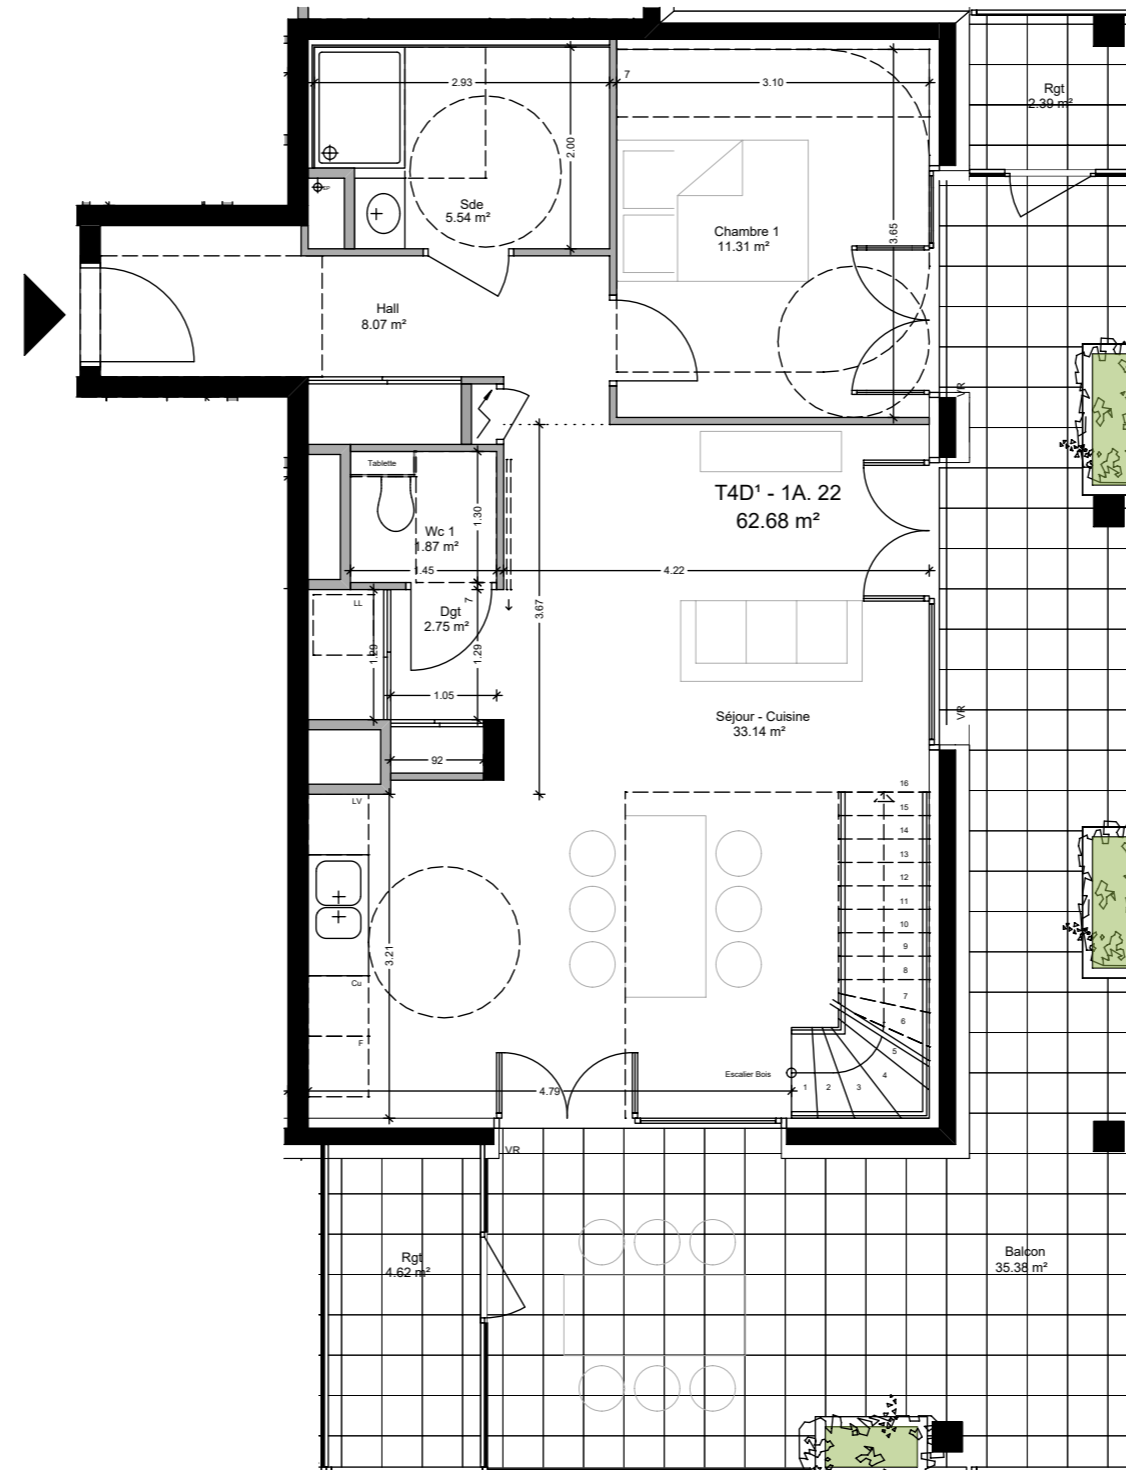 2.93
7
3.10
Rgt
2.39 m²
2.00
EP
Sde
5.54 m²
Chambre 1
11.31 m²
3.65
Hall
8.07 m²
VR
Tablette
T4D¹ - 1A. 22
62.68 m²
1.30
Wc 1
1.87 m²
1.45
4.22
LL
7
Dgt
2.75 m²
3.67
1.29
1.29
1.05
Séjour - Cuisine
33.14 m²
VR
92
16
LV
15
14
13
12
11
10
9
8
3.21
Cu
7
6
F
5
Escalier Bois
4
4.79
1
2
3
VR
Rgt
4.62 m²
Balcon
35.38 m²